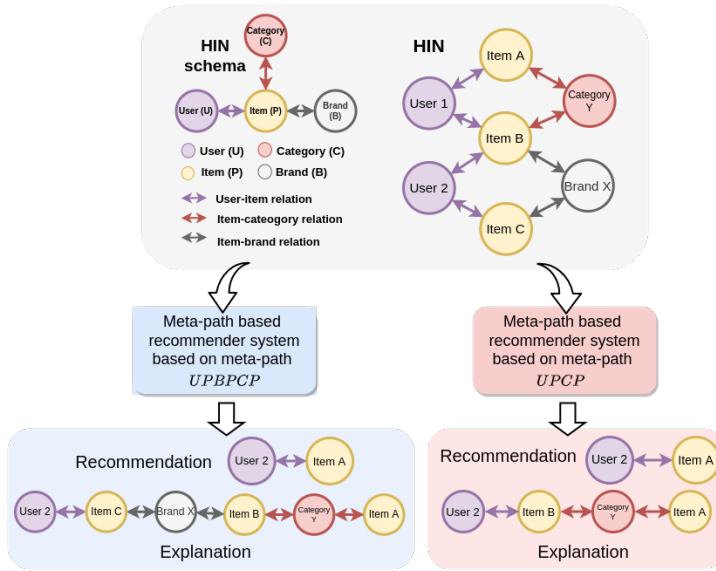 HIN
schema
Category
(C)
User (U)
Item (P)
Brand
(B)
User (U)
Category (C)
Item (P)
Brand (B)
User-item relation
Item-cateogory relation
Item-brand relation
HIN
Item A
User 1
Category
Y
Item B
User 2
Brand X
Item C
Meta-path based
recommender system
based on meta-path
UPBPCP
Meta-path based
recommender system
based on meta-path
UPCP
Recommendation
User 2
Item A
User 2
Item C
Brand X
Item B
Category
Y
Item A
Explanation
Recommendation
User 2
Item A
User 2
Item B
Category
Y
Item A
Explanation